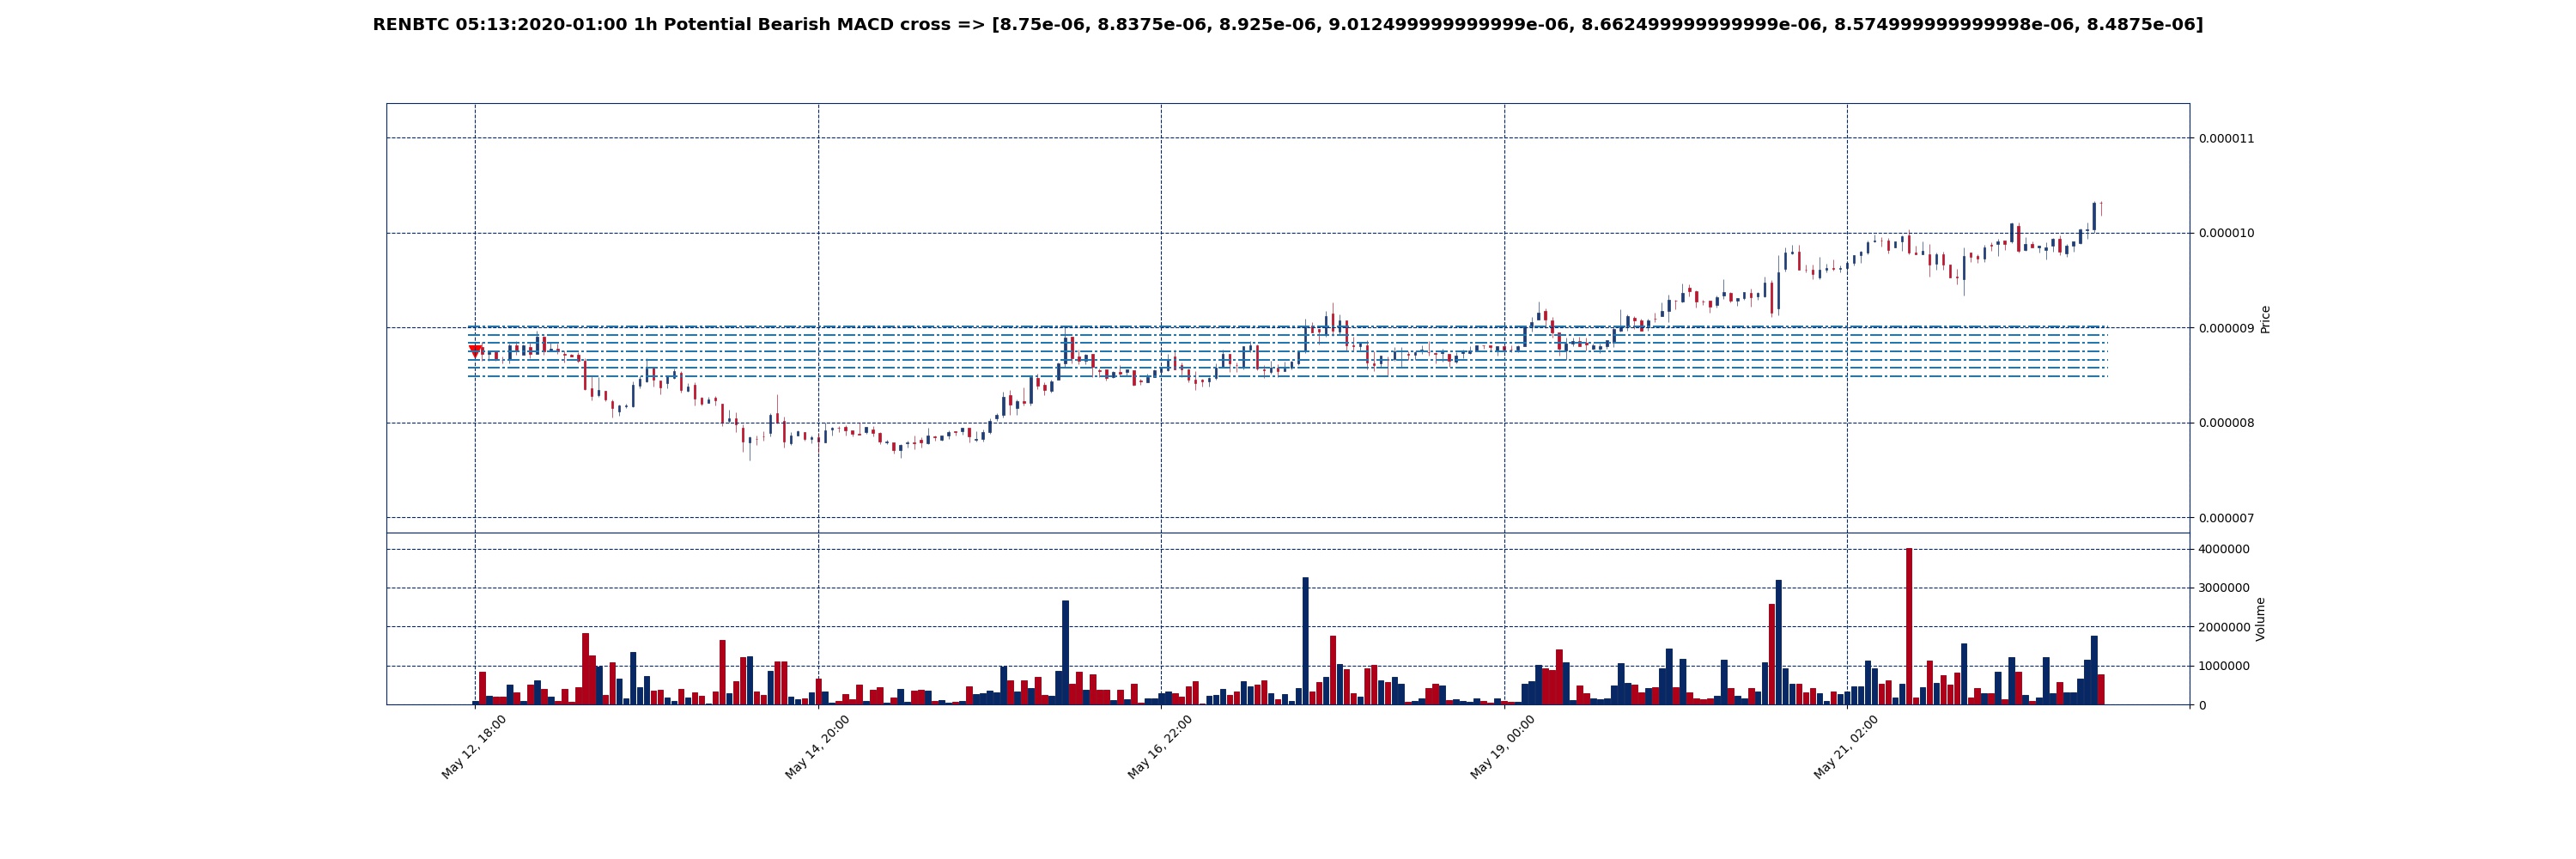 RENBTC 05:13:2020-01:00 1h Potential Bearish MACD cross => [8.75e-06, 8.8375e-06, 8.925e-06, 9.012499999999999e-06, 8.662499999999999e-06, 8.574999999999998e-06, 8.4875e-06]
0.000011
0.000010
0.000009
0.000008
0.000007
Price
4000000
3000000
2000000
1000000
0
Volume
May 12, 18:00
May 14, 20:00
May 16, 22:00
May 19, 00:00
May 21, 02:00